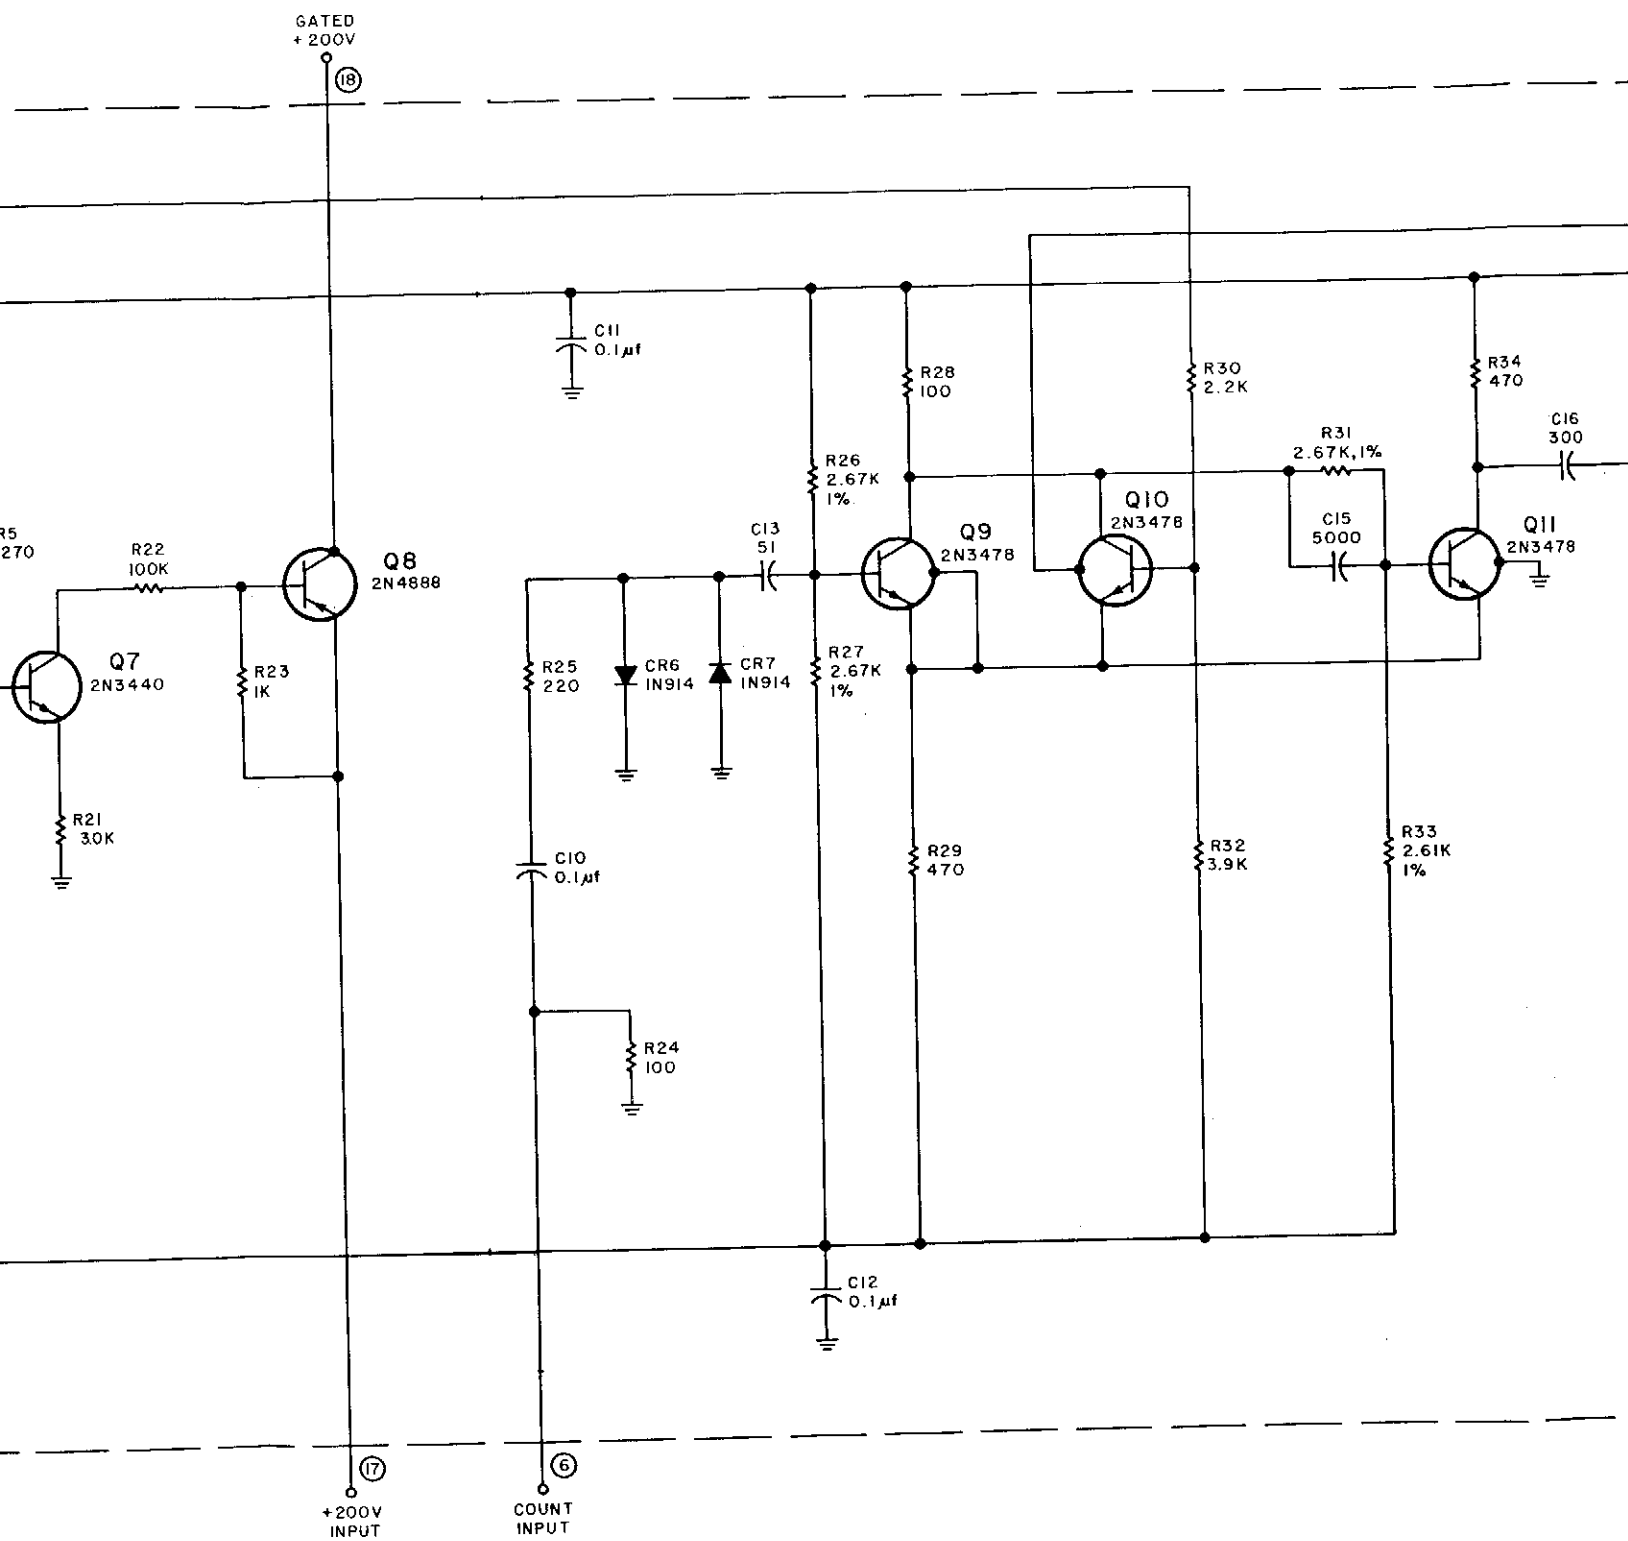 GATED
+200V
18
C11
0.1µf
R28
100
R30
2.2K
R34
470
C16
300
R31
2.67K,1%
R26
2.67K
1%
Q10
2N3478
C13
51
Q9
2N3478
C15
5000
Q11
2N3478
R5
270
R22
100K
Q8
2N4888
Q7
2N3440
R23
1K
R25
220
CR6
1N914
CR7
1N914
R27
2.67K
1%
R21
30K
C10
0.1µf
R29
470
R32
3.9K
R33
2.61K
1%
R24
100
C12
0.1µf
17
6
+200V
INPUT
COUNT
INPUT